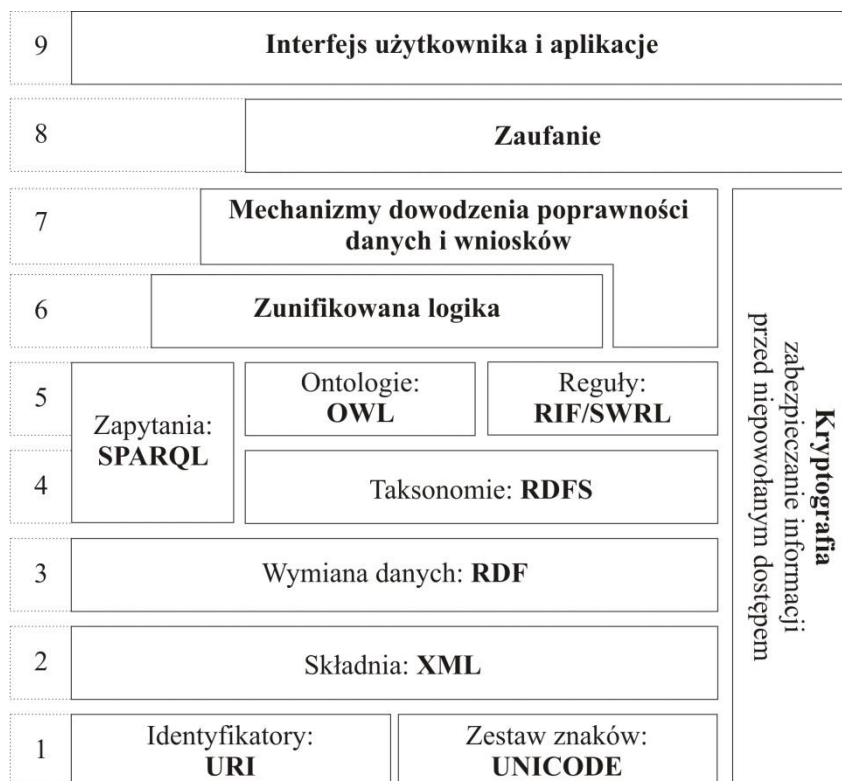 9
Interfejs użytkownika i aplikacje
8
Zaufanie
7
Mechanizmy dowodzenia poprawności
danych i wniosków
6
Zunifikowana logika
5
Zapytania:
SPARQL
Ontologie:
OWL
Reguły:
RIF/SWRL
4
Taksonomie: RDFS
3
Wymiana danych: RDF
2
Składnia: XML
1
Identyfikatory:
URI
Zestaw znaków:
UNICODE
Kryptografia
zabezpieczanie informacji
przed niepowołanym dostępem